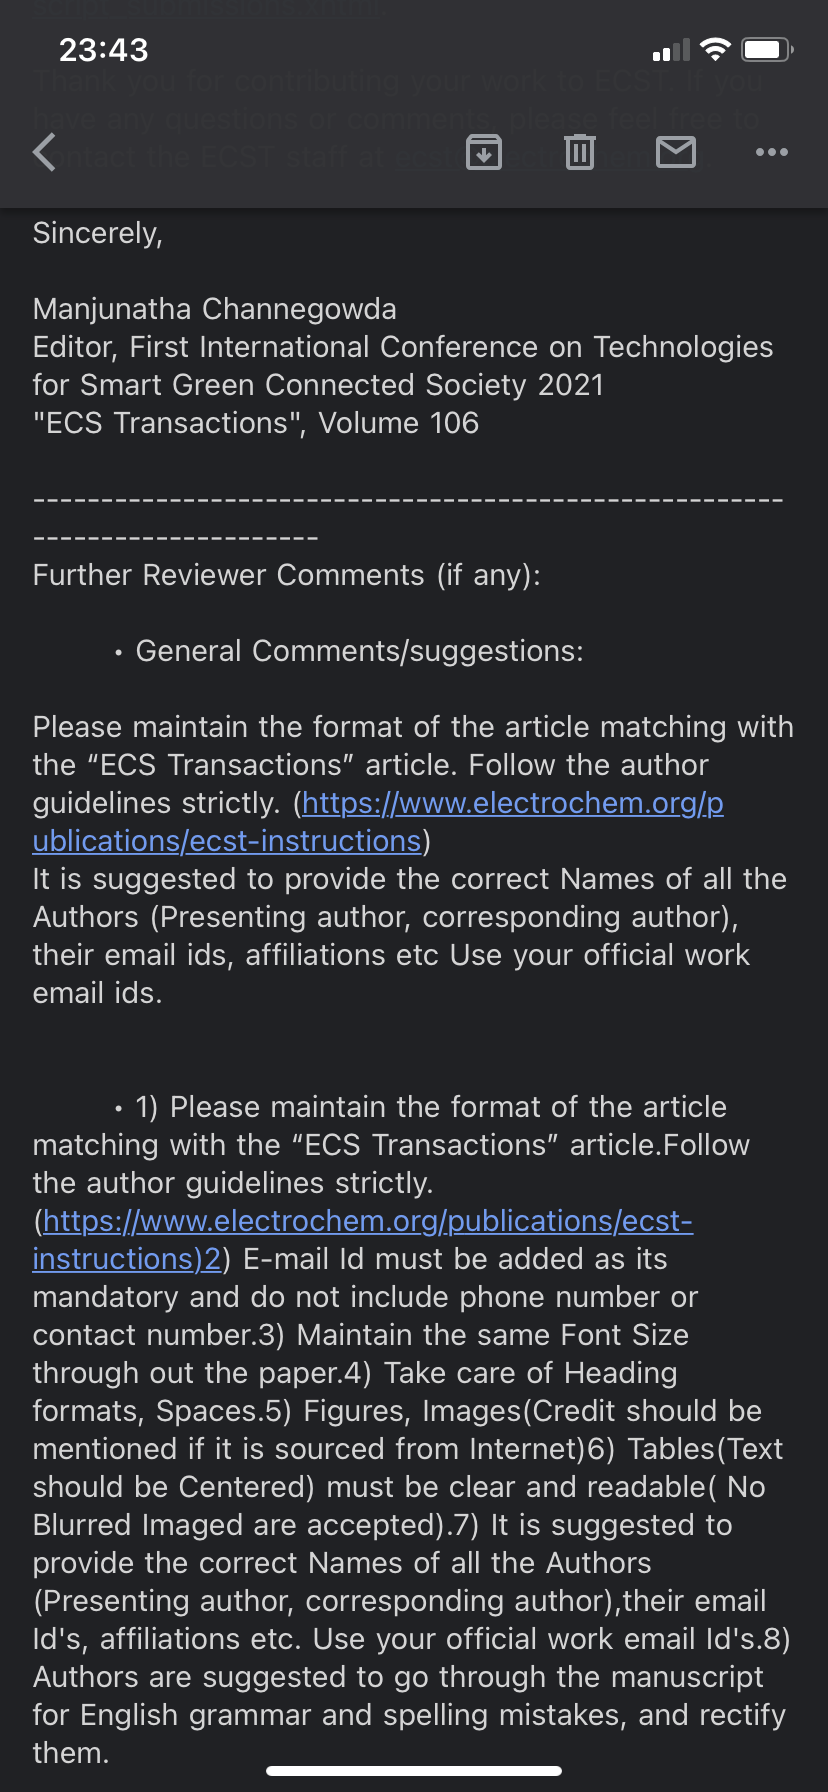 script_submissions.xhtml.
23:43
Thank you for contributing your work to ECST. If you
have any questions or comments, please feel free to
contact the ECST staff at
Sincerely,
Manjunatha Channegowda
Editor, First International Conference on Technologies
for Smart Green Connected Society 2021
"ECS Transactions", Volume 106
-------------------------------------------------------
---------------------
Further Reviewer Comments (if any):
• General Comments/suggestions:
Please maintain the format of the article matching with
the “ECS Transactions” article. Follow the author
guidelines strictly. (https://www.electrochem.org/p
ublications/ecst-instructions)
It is suggested to provide the correct Names of all the
Authors (Presenting author, corresponding author),
their email ids, affiliations etc Use your official work
email ids.
• 1) Please maintain the format of the article
matching with the “ECS Transactions” article.Follow
the author guidelines strictly.
(https://www.electrochem.org/publications/ecst-
instructions)2) E-mail Id must be added as its
mandatory and do not include phone number or
contact number.3) Maintain the same Font Size
through out the paper.4) Take care of Heading
formats, Spaces.5) Figures, Images(Credit should be
mentioned if it is sourced from Internet)6) Tables(Text
should be Centered) must be clear and readable( No
Blurred Imaged are accepted).7) It is suggested to
provide the correct Names of all the Authors
(Presenting author, corresponding author),their email
Id's, affiliations etc. Use your official work email Id's.8)
Authors are suggested to go through the manuscript
for English grammar and spelling mistakes, and rectify
them.